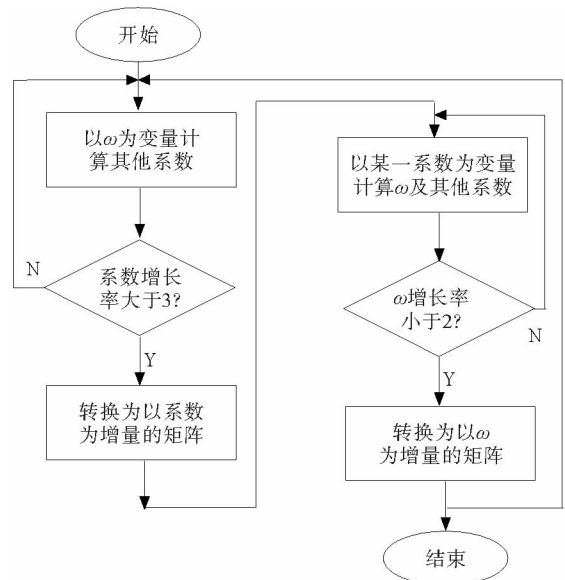 开始
以ω为变量计
算其他系数
系数增长
率大于3?
N
Y
转换为以系数
为增量的矩阵
以某一系数为变量
计算ω及其他系数
ω增长率
小于2?
N
Y
转换为以ω
为增量的矩阵
结束